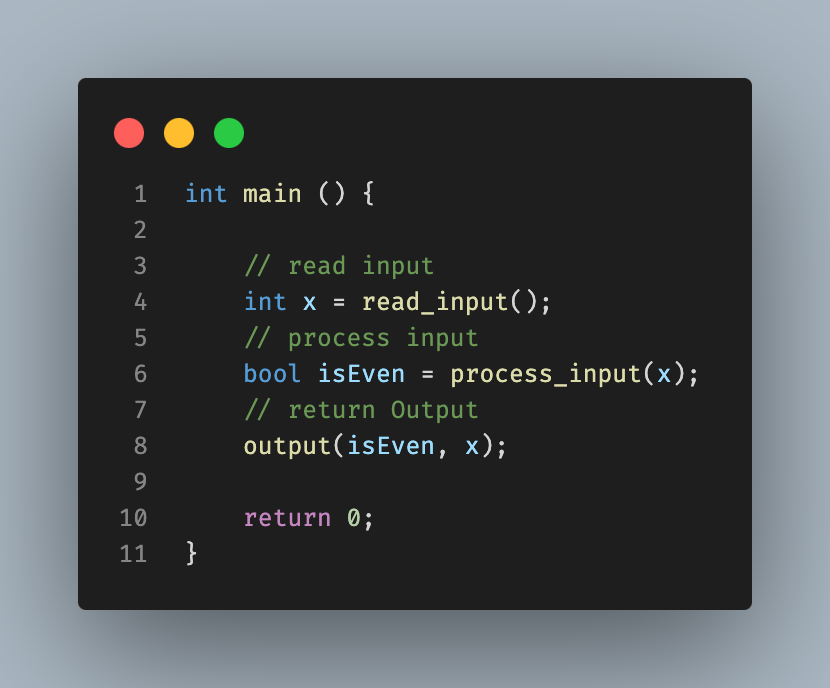 1 int main () {
2
3 // read input
4 int x = read_input();
5 // process input
6 bool isEven = process_input(x);
7 // return Output
8 output(isEven, x);
9
10 return 0;
11 }